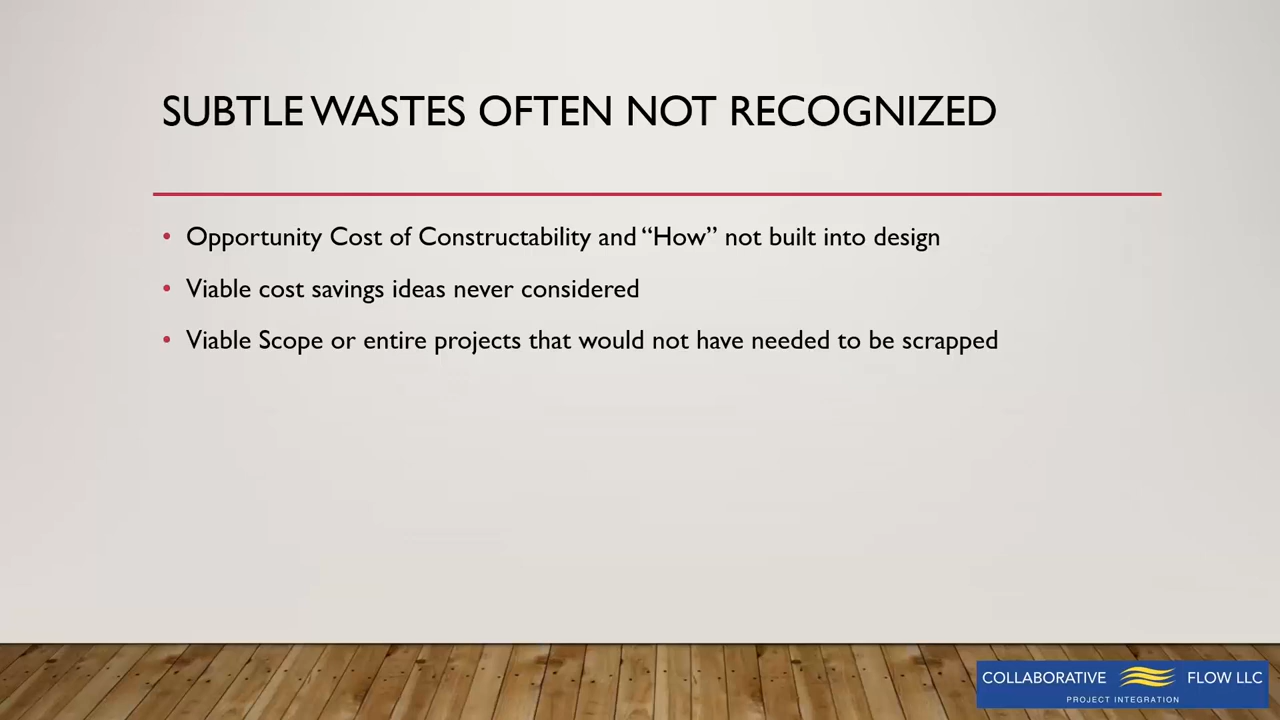 SUBTLE WASTES OFTEN NOT RECOGNIZED
• Opportunity Cost of Constructability and “How” not built into design
• Viable cost savings ideas never considered
• Viable Scope or entire projects that would not have needed to be scrapped
COLLABORATIVE FLOW LLC
PROJECT INTEGRATION